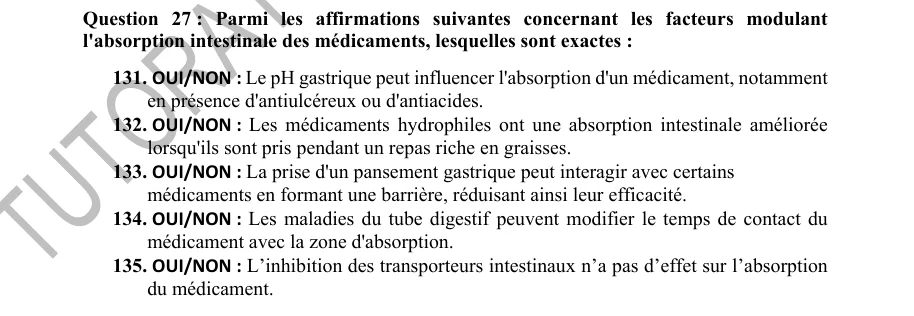 Question 27 : Parmi les affirmations suivantes concernant les facteurs modulant
l'absorption intestinale des médicaments, lesquelles sont exactes :
131. OUI/NON : Le pH gastrique peut influencer l'absorption d'un médicament, notamment
en présence d'antiulcéreux ou d'antiacides.
132. OUI/NON : Les médicaments hydrophiles ont une absorption intestinale améliorée
lorsqu'ils sont pris pendant un repas riche en graisses.
133. OUI/NON : La prise d'un pansement gastrique peut interagir avec certains
médicaments en formant une barrière, réduisant ainsi leur efficacité.
134. OUI/NON : Les maladies du tube digestif peuvent modifier le temps de contact du
médicament avec la zone d'absorption.
135. OUI/NON : L’inhibition des transporteurs intestinaux n’a pas d’effet sur l’absorption
du médicament.